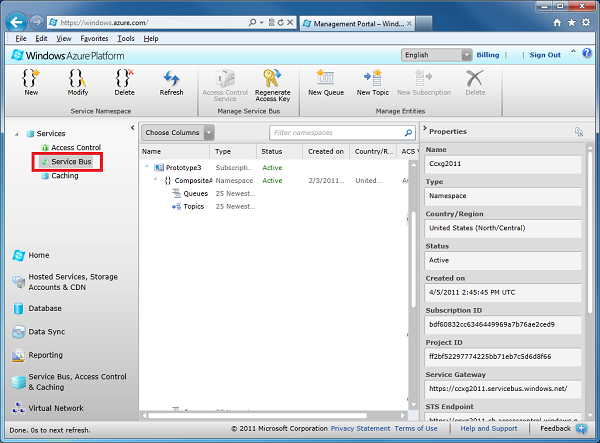 https://windows.azure.com/
Management Portal – Wind...
File Edit View Favorites Tools Help
Windows Azure Platform
English Billing Sign Out
New Modify Delete Refresh Access Control Service Regenerate Access Key New Queue New Topic New Subscription Delete
Service Namespace Manage Service Bus Manage Entities
Services
Access Control
Service Bus
Caching
Home
Hosted Services, Storage Accounts & CDN
Database
Data Sync
Reporting
Service Bus, Access Control & Caching
Virtual Network
Choose Columns Filter namespaces
Name Type Status Created on Country/R... ACS V
Prototype3 Subscripti... Active
CompositeA Namespace Active 2/3/2011... United... AC
Queues 25 Newest...
Topics 25 Newest...
Properties
Name
Ccxg2011
Type
Namespace
Country/Region
United States (North/Central)
Status
Active
Created on
4/5/2011 2:45:45 PM UTC
Subscription ID
bdf60832cc6346449969a7b76ae2ced9
Project ID
ff2bf52297774225bb71eb7c5d6d8f66
Service Gateway
https://ccxg2011.servicebus.windows.net/
STS Endpoint
Done. 0s to next refresh.
© 2011 Microsoft Corporation Privacy Statement Terms of Use Help and Support Feedback